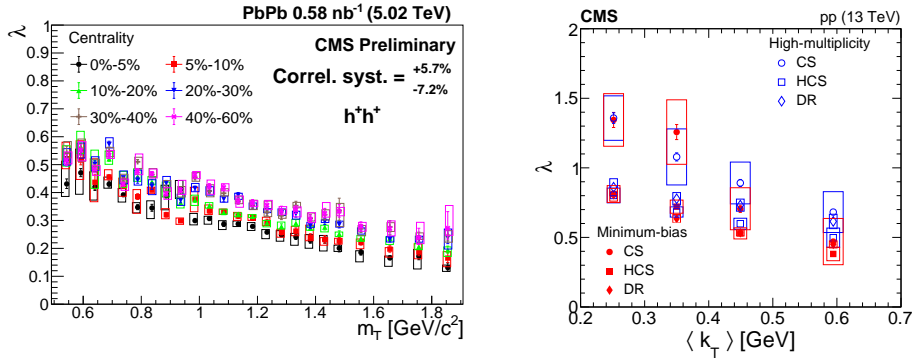 PbPb 0.58 nb⁻¹ (5.02 TeV)
λ
1
0.9
0.8
0.7
0.6
0.5
0.4
0.3
0.2
0.1
0
Centrality
0%-5%
5%-10%
10%-20%
20%-30%
30%-40%
40%-60%
CMS Preliminary
Correl. syst. = +5.7% -7.2%
h⁺h⁺
0.6 0.8 1 1.2 1.4 1.6 1.8
m_T [GeV/c²]
CMS pp (13 TeV)
λ
2
1.5
1
0.5
0
High-multiplicity
CS
HCS
DR
Minimum-bias
CS
HCS
DR
0.2 0.3 0.4 0.5 0.6 0.7
⟨ k_T ⟩ [GeV]